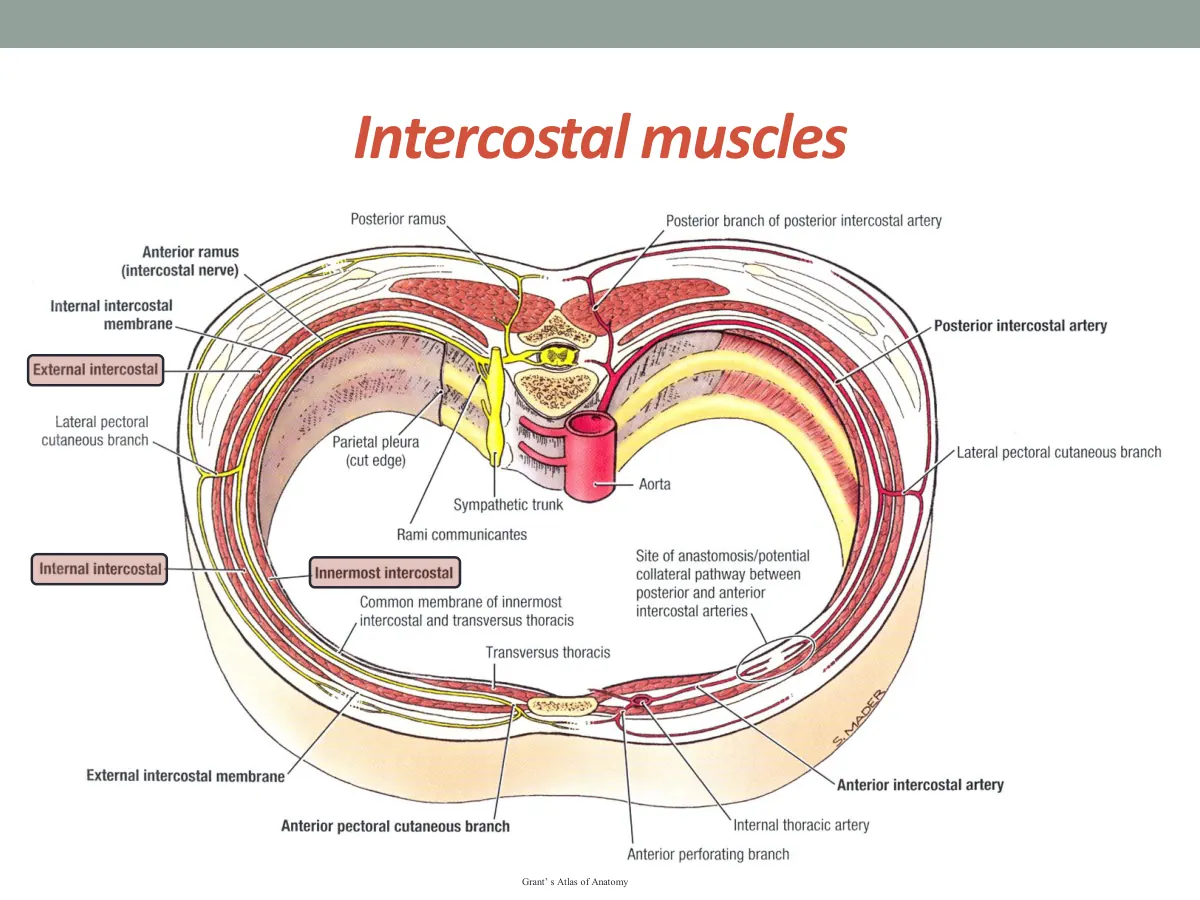 Intercostal muscles
Posterior ramus
Posterior branch of posterior intercostal artery
Anterior ramus
(intercostal nerve)
Internal intercostal
membrane
Posterior intercostal artery
External intercostal
Lateral pectoral
cutaneous branch
Parietal pleura
(cut edge)
Lateral pectoral cutaneous branch
Aorta
Sympathetic trunk
Rami communicantes
Internal intercostal
Innermost intercostal
Site of anastomosis/potential
collateral pathway between
posterior and anterior
intercostal arteries
Common membrane of innermost
intercostal and transversus thoracis
Transversus thoracis
S. MADER
External intercostal membrane
Anterior intercostal artery
Anterior pectoral cutaneous branch
Internal thoracic artery
Anterior perforating branch
Grant’ s Atlas of Anatomy